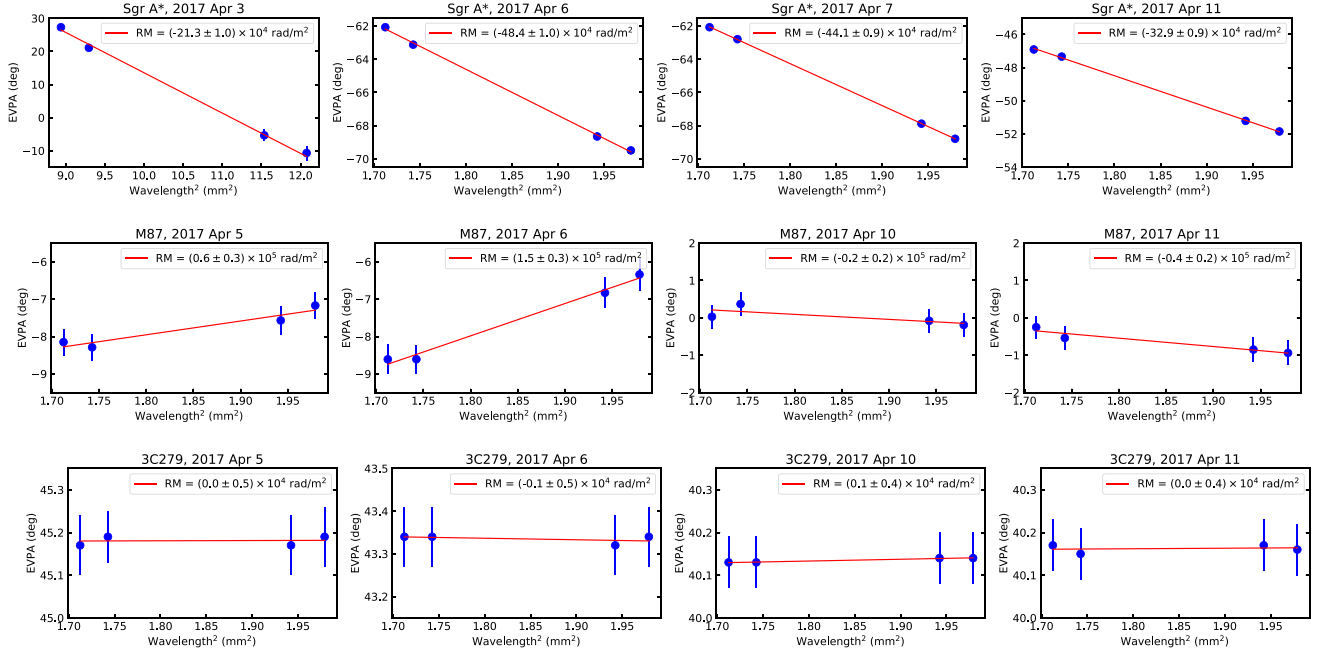 Sgr A*, 2017 Apr 3
RM = (-21.3 ± 1.0) × 10⁴ rad/m²
EVPA (deg)
30
20
10
0
−10
9.0 9.5 10.0 10.5 11.0 11.5 12.0
Wavelength² (mm²)
Sgr A*, 2017 Apr 6
RM = (-48.4 ± 1.0) × 10⁴ rad/m²
EVPA (deg)
−62
−64
−66
−68
−70
1.70 1.75 1.80 1.85 1.90 1.95
Wavelength² (mm²)
Sgr A*, 2017 Apr 7
RM = (-44.1 ± 0.9) × 10⁴ rad/m²
EVPA (deg)
−62
−64
−66
−68
−70
1.70 1.75 1.80 1.85 1.90 1.95
Wavelength² (mm²)
Sgr A*, 2017 Apr 11
RM = (-32.9 ± 0.9) × 10⁴ rad/m²
EVPA (deg)
−46
−48
−50
−52
−54
1.70 1.75 1.80 1.85 1.90 1.95
Wavelength² (mm²)
M87, 2017 Apr 5
RM = (0.6 ± 0.3) × 10⁵ rad/m²
EVPA (deg)
−6
−7
−8
−9
1.70 1.75 1.80 1.85 1.90 1.95
Wavelength² (mm²)
M87, 2017 Apr 6
RM = (1.5 ± 0.3) × 10⁵ rad/m²
EVPA (deg)
−6
−7
−8
−9
1.70 1.75 1.80 1.85 1.90 1.95
Wavelength² (mm²)
M87, 2017 Apr 10
RM = (-0.2 ± 0.2) × 10⁵ rad/m²
EVPA (deg)
2
1
0
−1
−2
1.70 1.75 1.80 1.85 1.90 1.95
Wavelength² (mm²)
M87, 2017 Apr 11
RM = (-0.4 ± 0.2) × 10⁵ rad/m²
EVPA (deg)
2
1
0
−1
−2
1.70 1.75 1.80 1.85 1.90 1.95
Wavelength² (mm²)
3C279, 2017 Apr 5
RM = (0.0 ± 0.5) × 10⁴ rad/m²
EVPA (deg)
45.3
45.2
45.1
45.0
1.70 1.75 1.80 1.85 1.90 1.95
Wavelength² (mm²)
3C279, 2017 Apr 6
RM = (-0.1 ± 0.5) × 10⁴ rad/m²
EVPA (deg)
43.5
43.4
43.3
43.2
1.70 1.75 1.80 1.85 1.90 1.95
Wavelength² (mm²)
3C279, 2017 Apr 10
RM = (0.1 ± 0.4) × 10⁴ rad/m²
EVPA (deg)
40.3
40.2
40.1
40.0
1.70 1.75 1.80 1.85 1.90 1.95
Wavelength² (mm²)
3C279, 2017 Apr 11
RM = (0.0 ± 0.4) × 10⁴ rad/m²
EVPA (deg)
40.3
40.2
40.1
40.0
1.70 1.75 1.80 1.85 1.90 1.95
Wavelength² (mm²)